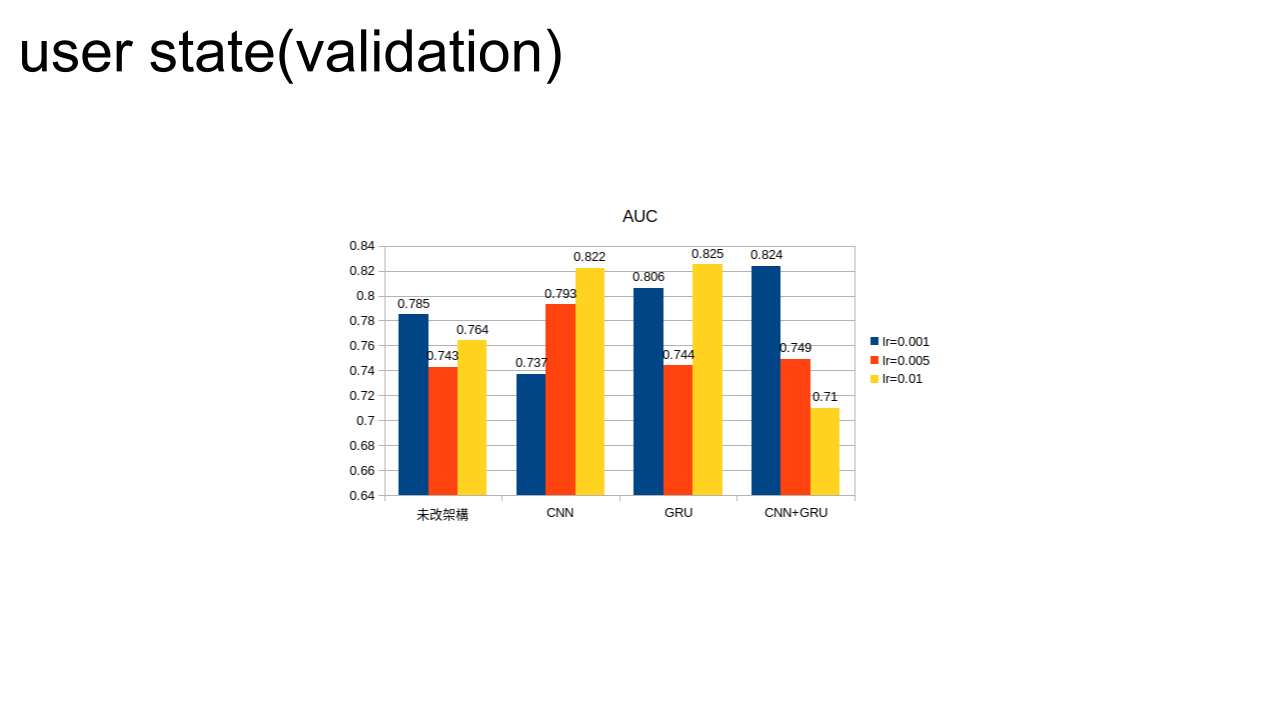 user state(validation)
AUC
0.84
0.82
0.8
0.78
0.76
0.74
0.72
0.7
0.68
0.66
0.64
0.785
0.743
0.764
0.737
0.793
0.822
0.806
0.744
0.825
0.824
0.749
0.71
未改架構
CNN
GRU
CNN+GRU
lr=0.001
lr=0.005
lr=0.01